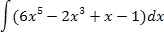 ∫(6x⁵ − 2x³ + x − 1)dx